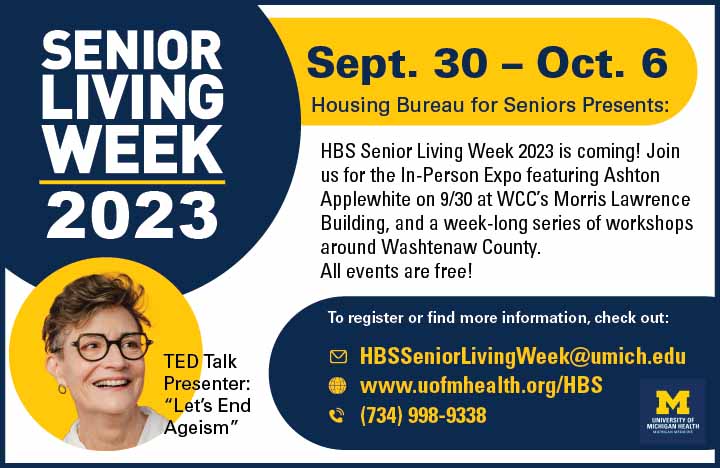 SENIOR
LIVING
WEEK
2023
Sept. 30 – Oct. 6
Housing Bureau for Seniors Presents:
HBS Senior Living Week 2023 is coming! Join
us for the In-Person Expo featuring Ashton
Applewhite on 9/30 at WCC’s Morris Lawrence
Building, and a week-long series of workshops
around Washtenaw County.
All events are free!
TED Talk
Presenter:
“Let’s End
Ageism”
To register or find more information, check out:
HBSSeniorLivingWeek@umich.edu
www.uofmhealth.org/HBS
(734) 998-9338
M
UNIVERSITY OF
MICHIGAN HEALTH
MICHIGAN MEDICINE